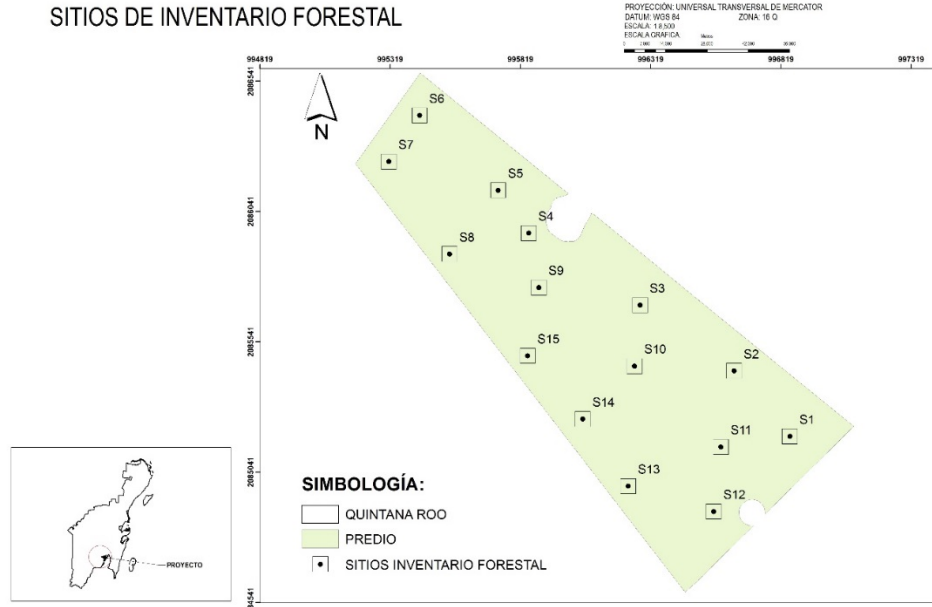 SITIOS DE INVENTARIO FORESTAL
PROYECCIÓN: UNIVERSAL TRANSVERSAL DE MERCATOR
DATUM: WGS 84 ZONA: 16 Q
ESCALA: 1:8,500
ESCALA GRAFICA:
994819 995319 995819 996319 996819 997319
2086541
2086041
2085541
2085041
84541
N
S6
S7
S5
S4
S8
S9
S3
S15
S10
S2
S14
S1
S11
S13
S12
SIMBOLOGÍA:
QUINTANA ROO
PREDIO
SITIOS INVENTARIO FORESTAL
PROYECTO